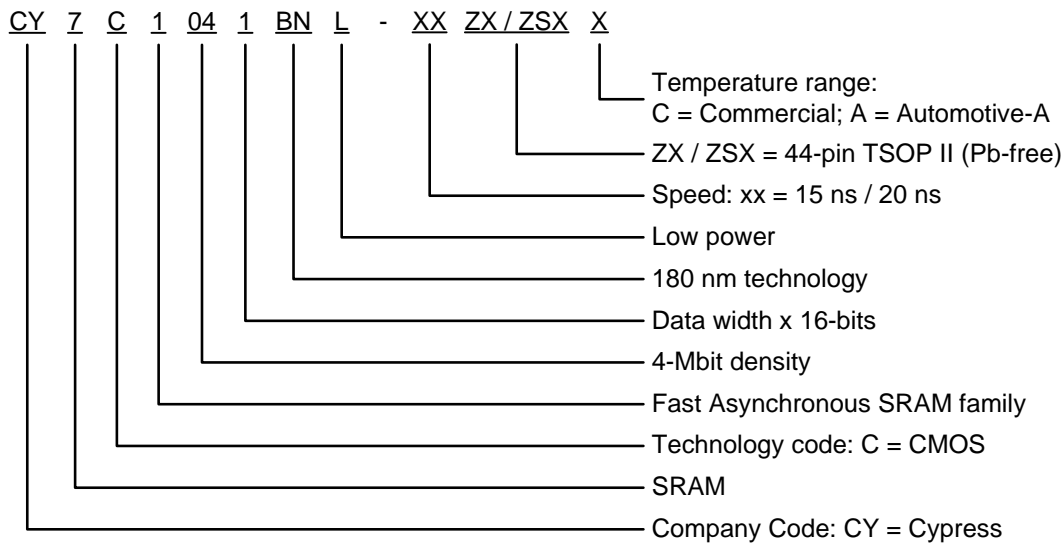 CY 7 C 1 04 1 BN L - XX ZX / ZSX X
Temperature range:
C = Commercial; A = Automotive-A
ZX / ZSX = 44-pin TSOP II (Pb-free)
Speed: xx = 15 ns / 20 ns
Low power
180 nm technology
Data width x 16-bits
4-Mbit density
Fast Asynchronous SRAM family
Technology code: C = CMOS
SRAM
Company Code: CY = Cypress